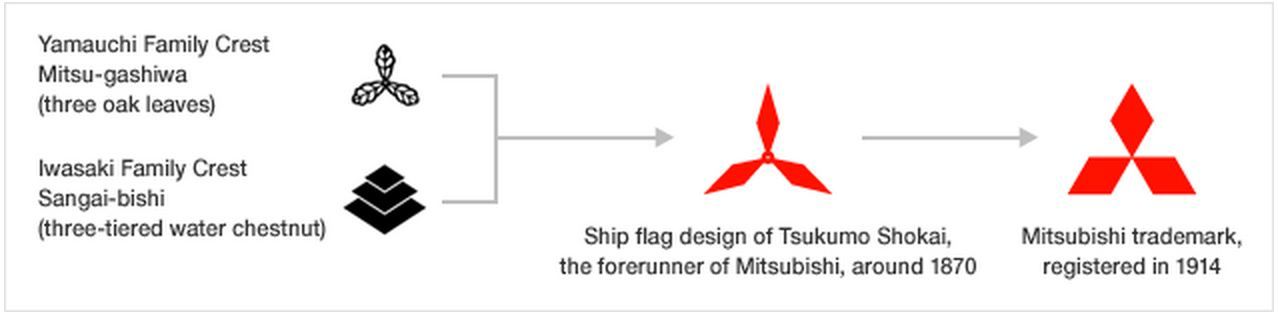 Yamauchi Family Crest
Mitsu-gashiwa
(three oak leaves)
Iwasaki Family Crest
Sangai-bishi
(three-tiered water chestnut)
Ship flag design of Tsukumo Shokai,
the forerunner of Mitsubishi, around 1870
Mitsubishi trademark,
registered in 1914